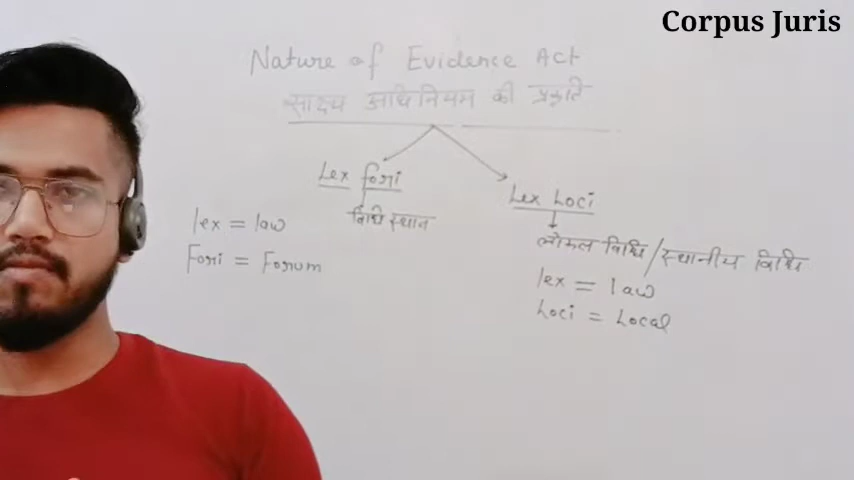 Corpus Juris
Nature of Evidence Act
साक्ष्य अधिनियम की प्रकृति
Lex fori
विधि स्थान
lex = law
Fori = Forum
Lex Loci
लोकल विधि/स्थानीय विधि
lex = law
Loci = Local